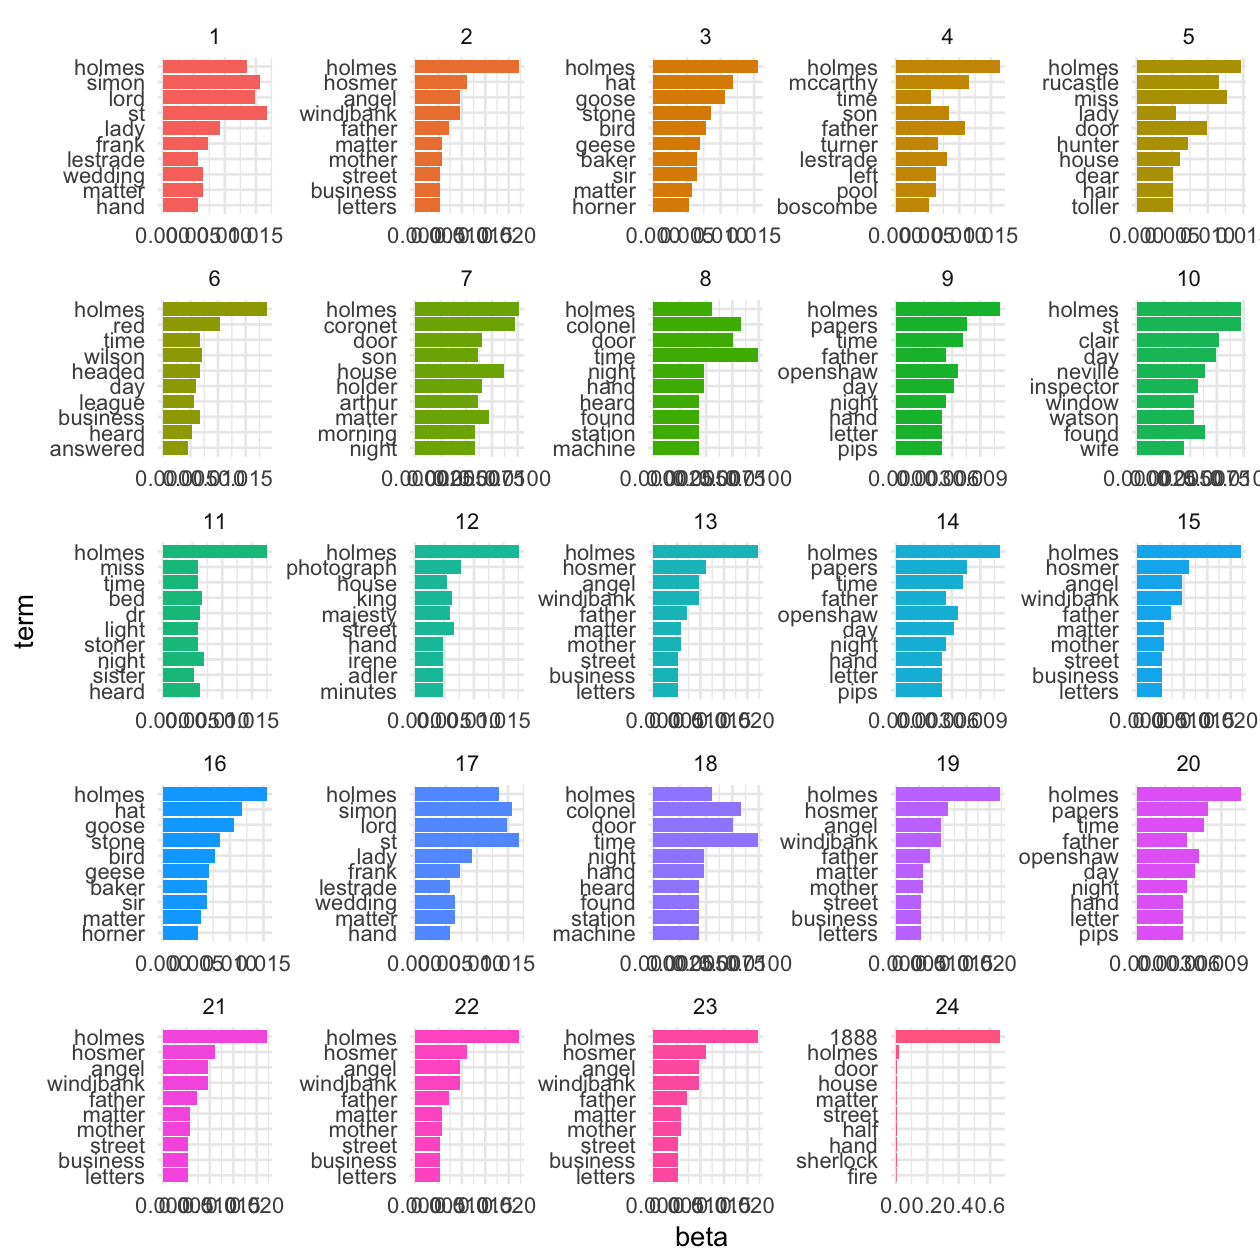 1
holmes
simon
lord
st
lady
frank
lestrade
wedding
matter
hand
2
holmes
hosmer
angel
windibank
father
matter
mother
street
business
letters
3
holmes
hat
goose
stone
bird
geese
baker
sir
matter
horner
4
holmes
mccarthy
time
son
father
turner
lestrade
left
pool
boscombe
5
holmes
rucastle
miss
lady
door
hunter
house
dear
hair
toller
6
holmes
red
time
wilson
headed
day
league
business
heard
answered
7
holmes
coronet
door
son
house
holder
arthur
matter
morning
night
8
holmes
colonel
door
time
night
hand
heard
found
station
machine
9
holmes
papers
time
father
openshaw
day
night
hand
letter
pips
10
holmes
st
clair
day
neville
inspector
window
watson
found
wife
11
holmes
miss
time
bed
dr
light
stoner
night
sister
heard
12
holmes
photograph
house
king
majesty
street
hand
irene
adler
minutes
13
holmes
hosmer
angel
windibank
father
matter
mother
street
business
letters
14
holmes
papers
time
father
openshaw
day
night
hand
letter
pips
15
holmes
hosmer
angel
windibank
father
matter
mother
street
business
letters
16
holmes
hat
goose
stone
bird
geese
baker
sir
matter
horner
17
holmes
simon
lord
st
lady
frank
lestrade
wedding
matter
hand
18
holmes
colonel
door
time
night
hand
heard
found
station
machine
19
holmes
hosmer
angel
windibank
father
matter
mother
street
business
letters
20
holmes
papers
time
father
openshaw
day
night
hand
letter
pips
21
holmes
hosmer
angel
windibank
father
matter
mother
street
business
letters
22
holmes
hosmer
angel
windibank
father
matter
mother
street
business
letters
23
holmes
hosmer
angel
windibank
father
matter
mother
street
business
letters
24
1888
holmes
door
house
matter
street
half
hand
sherlock
fire
0.0 0.2 0.4 0.6
term
beta